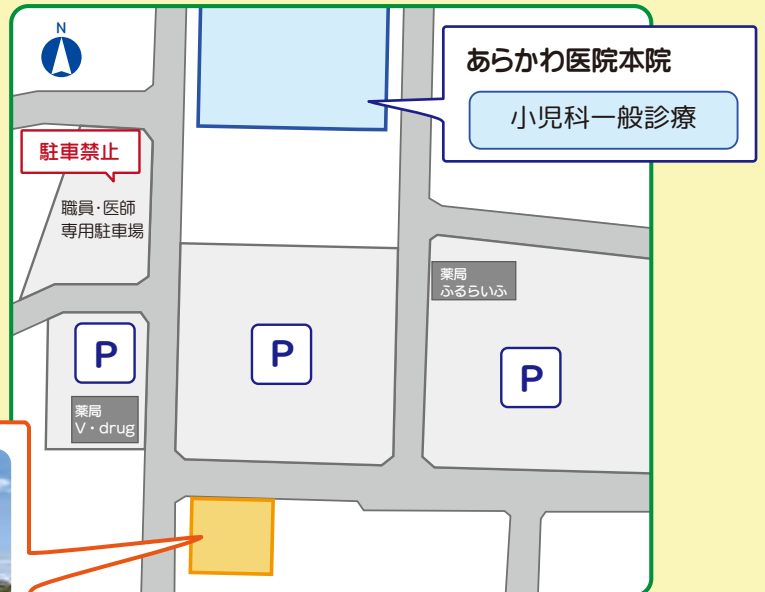 N
あらかわ医院本院
小児科一般診療
駐車禁止
職員・医師
専用駐車場
薬局
ふるらいふ
P
P
P
薬局
V・drug